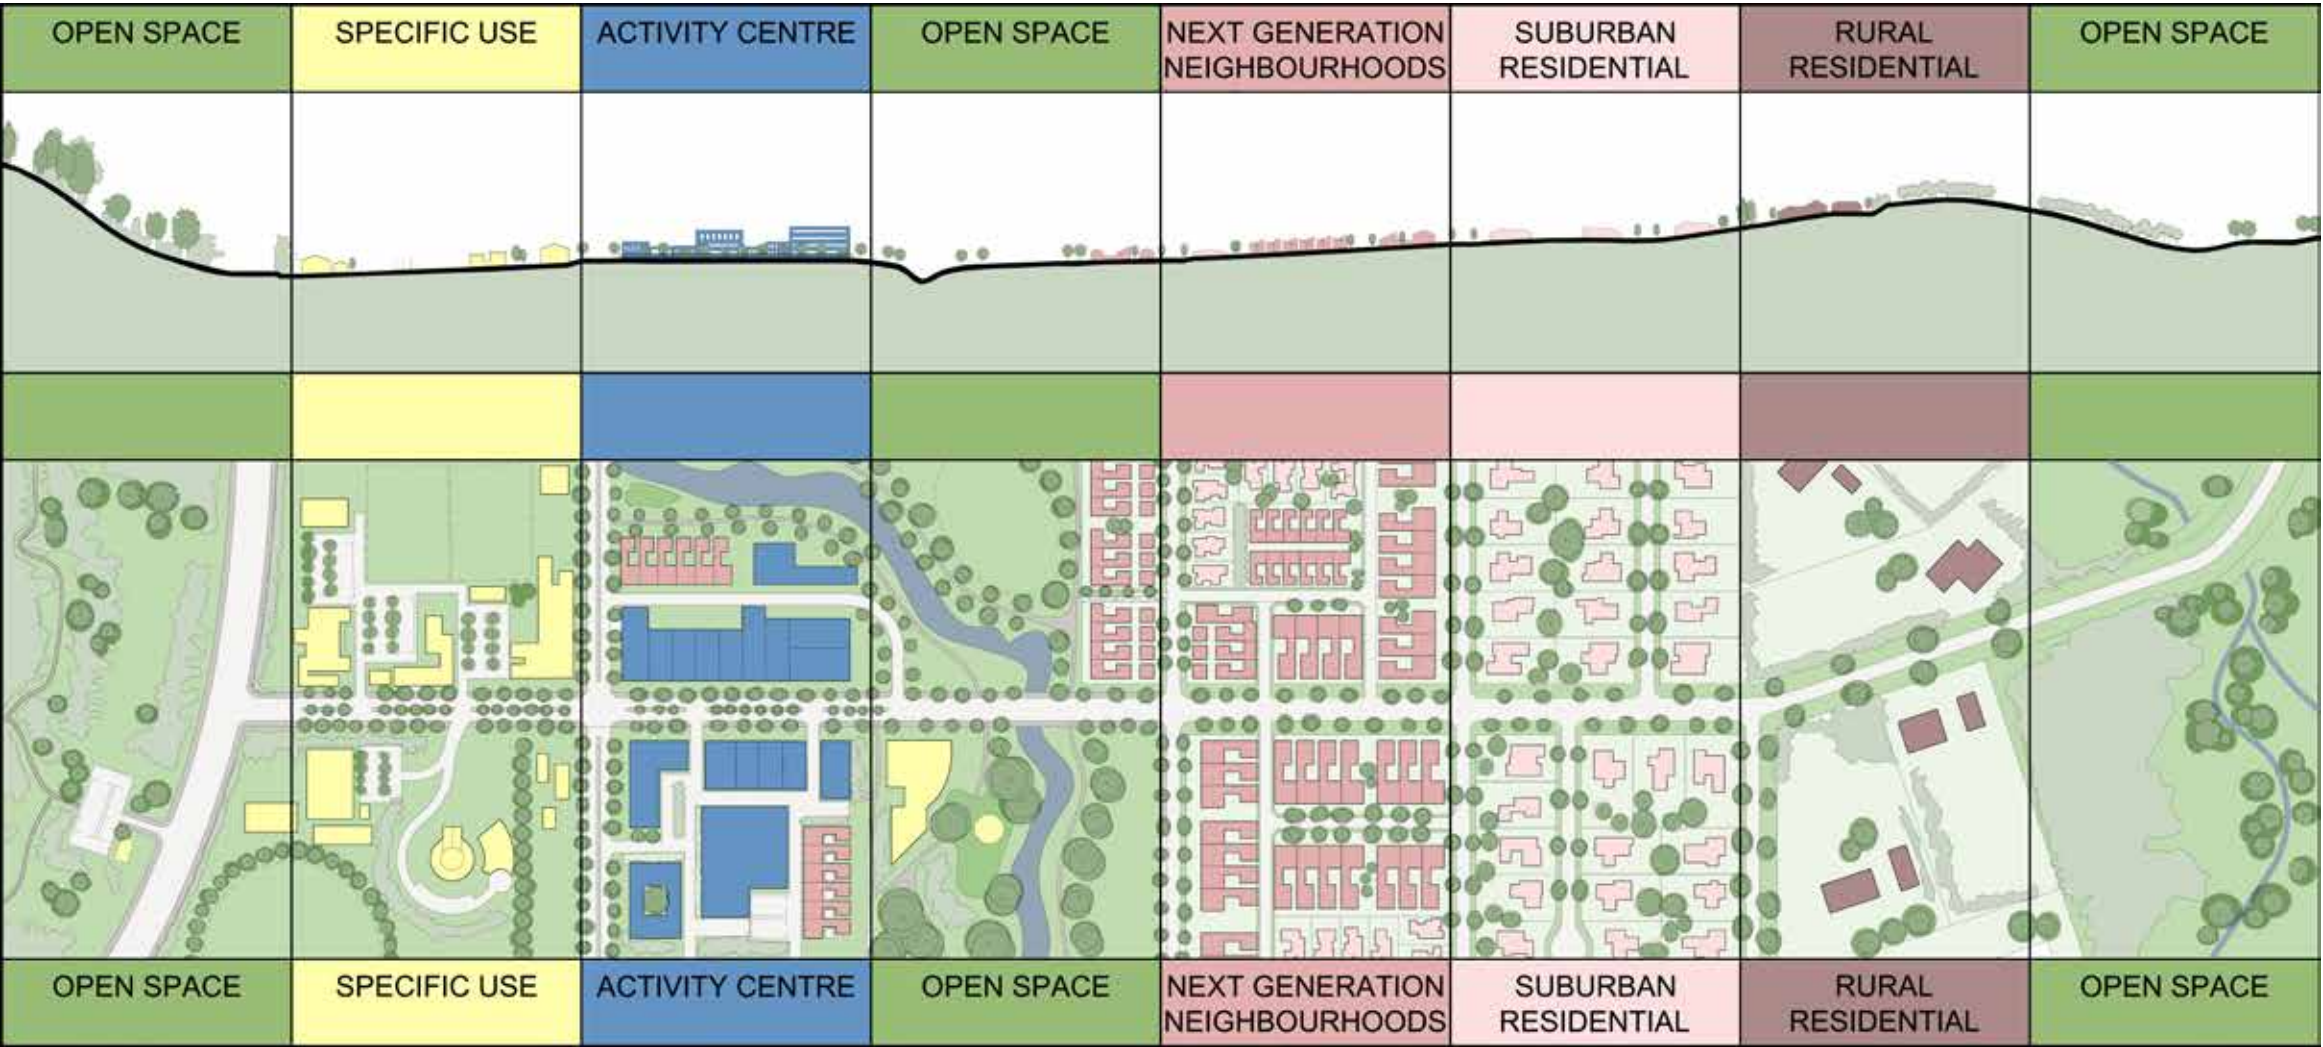 OPEN SPACE
SPECIFIC USE
ACTIVITY CENTRE
OPEN SPACE
NEXT GENERATION
NEIGHBOURHOODS
SUBURBAN
RESIDENTIAL
RURAL
RESIDENTIAL
OPEN SPACE
OPEN SPACE
SPECIFIC USE
ACTIVITY CENTRE
OPEN SPACE
NEXT GENERATION
NEIGHBOURHOODS
SUBURBAN
RESIDENTIAL
RURAL
RESIDENTIAL
OPEN SPACE